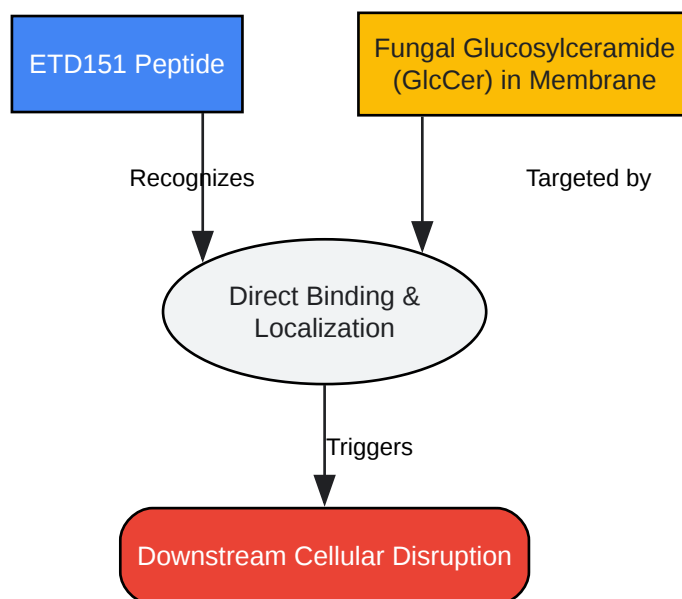 ETD151 Peptide
Fungal Glucosylceramide
(GlcCer) in Membrane
Recognizes
Targeted by
Direct Binding &
Localization
Triggers
Downstream Cellular Disruption